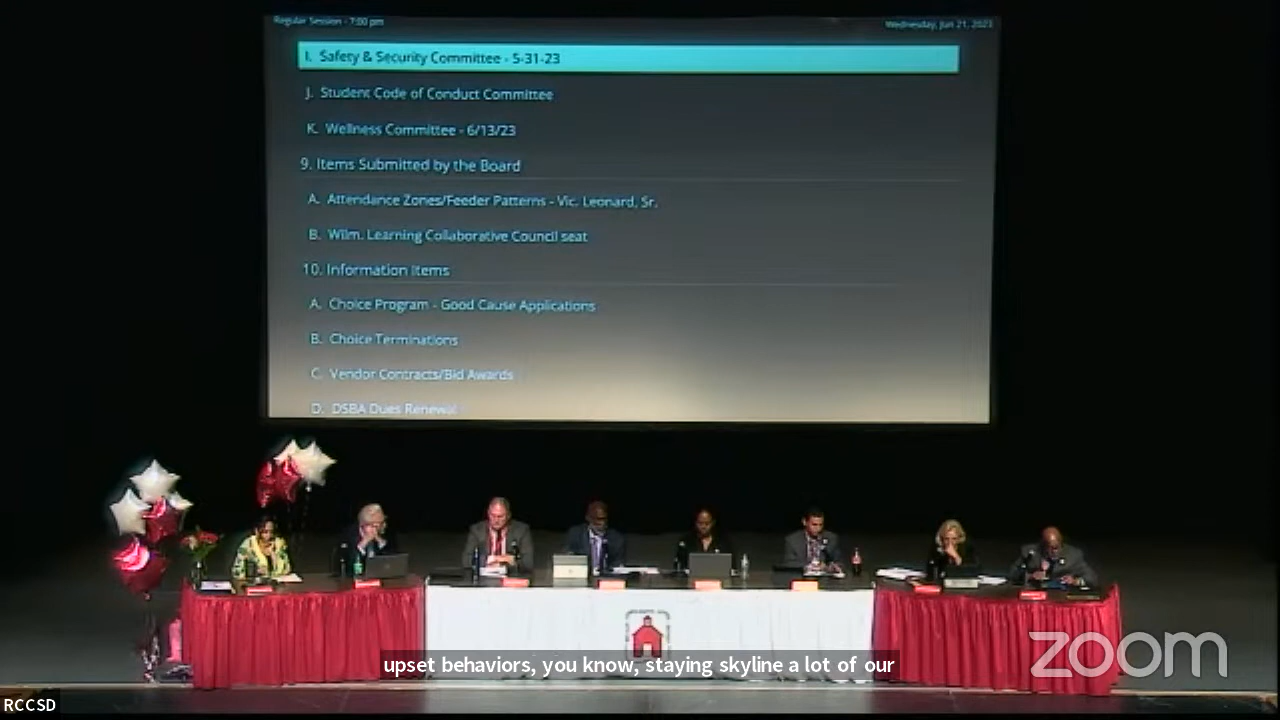 Regular Session - 7:00 pm
Wednesday, Jun 21, 2023
I. Safety & Security Committee - 5-31-23
J. Student Code of Conduct Committee
K. Wellness Committee - 6/13/23
9. Items Submitted by the Board
A. Attendance Zones/Feeder Patterns - Vic. Leonard, Sr.
B. Wilm. Learning Collaborative Council seat
10. Information Items
A. Choice Program - Good Cause Applications
B. Choice Terminations
C. Vendor Contracts/Bid Awards
D. DSBA Dues Renewal
upset behaviors, you know, staying skyline a lot of our
zoom
RCCSD